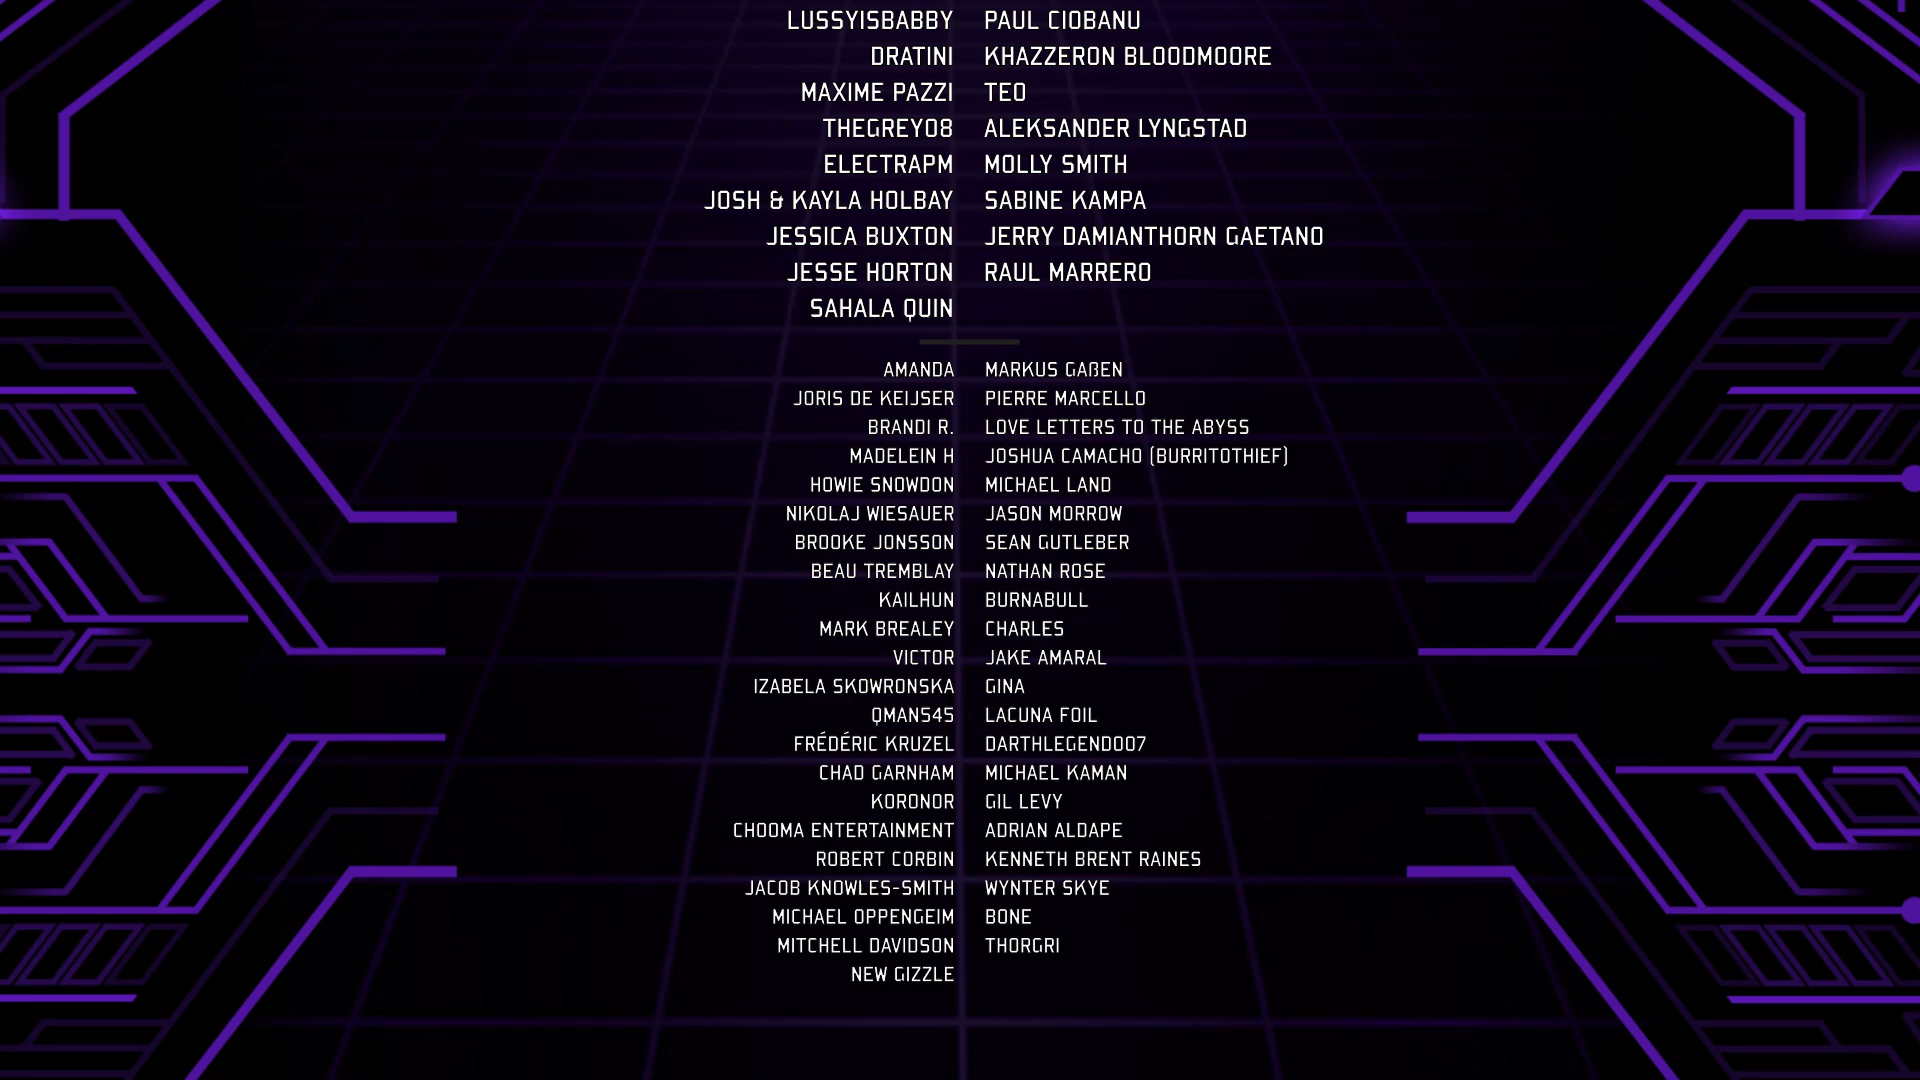 LUSSYISBABBY PAUL CIOBANU
DRATINI KHAZZERON BLOODMOORE
MAXIME PAZZI TEO
THEGREY08 ALEKSANDER LYNGSTAD
ELECTRAPM MOLLY SMITH
JOSH & KAYLA HOLBAY SABINE KAMPA
JESSICA BUXTON JERRY DAMIANTHORN GAETANO
JESSE HORTON RAUL MARRERO
SAHALA QUIN
AMANDA MARKUS GAßEN
JORIS DE KEIJSER PIERRE MARCELLO
BRANDI R. LOVE LETTERS TO THE ABYSS
MADELEIN H JOSHUA CAMACHO (BURRITOTHIEF)
HOWIE SNOWDON MICHAEL LAND
NIKOLAJ WIESAUER JASON MORROW
BROOKE JONSSON SEAN GUTLEBER
BEAU TREMBLAY NATHAN ROSE
KAILHUN BURNABULL
MARK BREALEY CHARLES
VICTOR JAKE AMARAL
IZABELA SKOWRONSKA GINA
QMAN545 LACUNA FOIL
FRÉDÉRIC KRUZEL DARTHLEGEND007
CHAD GARNHAM MICHAEL KAMAN
KORONOR GIL LEVY
CHOOMA ENTERTAINMENT ADRIAN ALDAPE
ROBERT CORBIN KENNETH BRENT RAINES
JACOB KNOWLES-SMITH WYNTER SKYE
MICHAEL OPPENGEIM BONE
MITCHELL DAVIDSON THORGRI
NEW GIZZLE